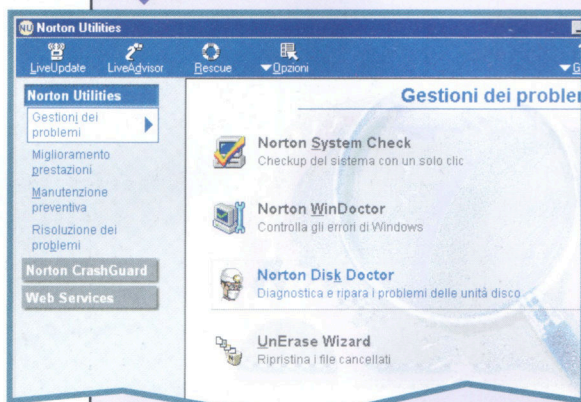 NU Norton Utilities
LiveUpdate LiveAdvisor Rescue Opzioni
Norton Utilities
Gestioni dei
problemi
Miglioramento
prestazioni
Manutenzione
preventiva
Risoluzione dei
problemi
Norton CrashGuard
Web Services
Gestioni dei proble
Norton System Check
Checkup del sistema con un solo clic
Norton WinDoctor
Controlla gli errori di Windows
Norton Disk Doctor
Diagnostica e ripara i problemi delle unità disco
UnErase Wizard
Ripristina i file cancellati